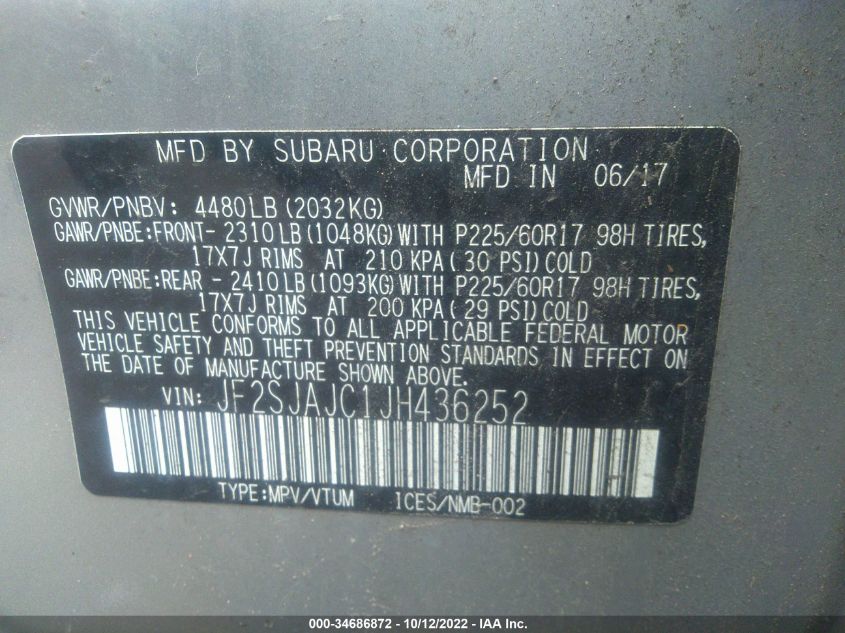 MFD BY SUBARU CORPORATION
MFD IN 06/17
GVWR/PNBV: 4480LB (2032KG)
GAWR/PNBE:FRONT- 2310LB (1048KG) WITH P225/60R17 98H TIRES,
17X7J RIMS AT 210 KPA ( 30 PSI) COLD
GAWR/PNBE:REAR - 2410LB (1093KG) WITH P225/60R17 98H TIRES,
17X7J RIMS AT 200 KPA ( 29 PSI) COLD
THIS VEHICLE CONFORMS TO ALL APPLICABLE FEDERAL MOTOR
VEHICLE SAFETY AND THEFT PREVENTION STANDARDS IN EFFECT ON
THE DATE OF MANUFACTURE SHOWN ABOVE.
VIN: JF2SJAJC1JH436252
TYPE:MPV/VTUM ICES/NMB-002
000-34686872 - 10/12/2022 - IAA Inc.